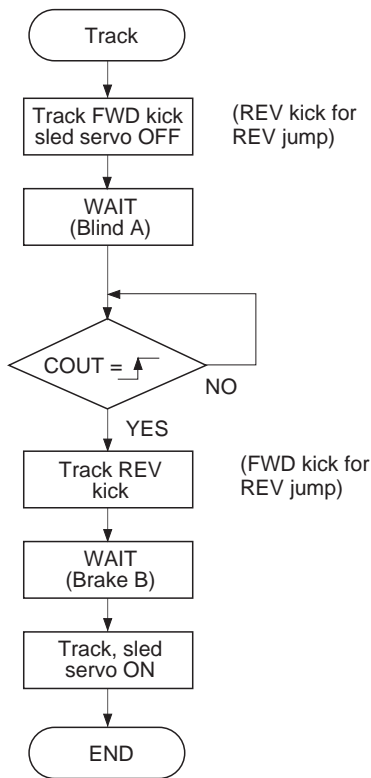 Track
Track FWD kick
sled servo OFF
(REV kick for
REV jump)
WAIT
(Blind A)
COUT =
NO
YES
Track REV
kick
(FWD kick for
REV jump)
WAIT
(Brake B)
Track, sled
servo ON
END